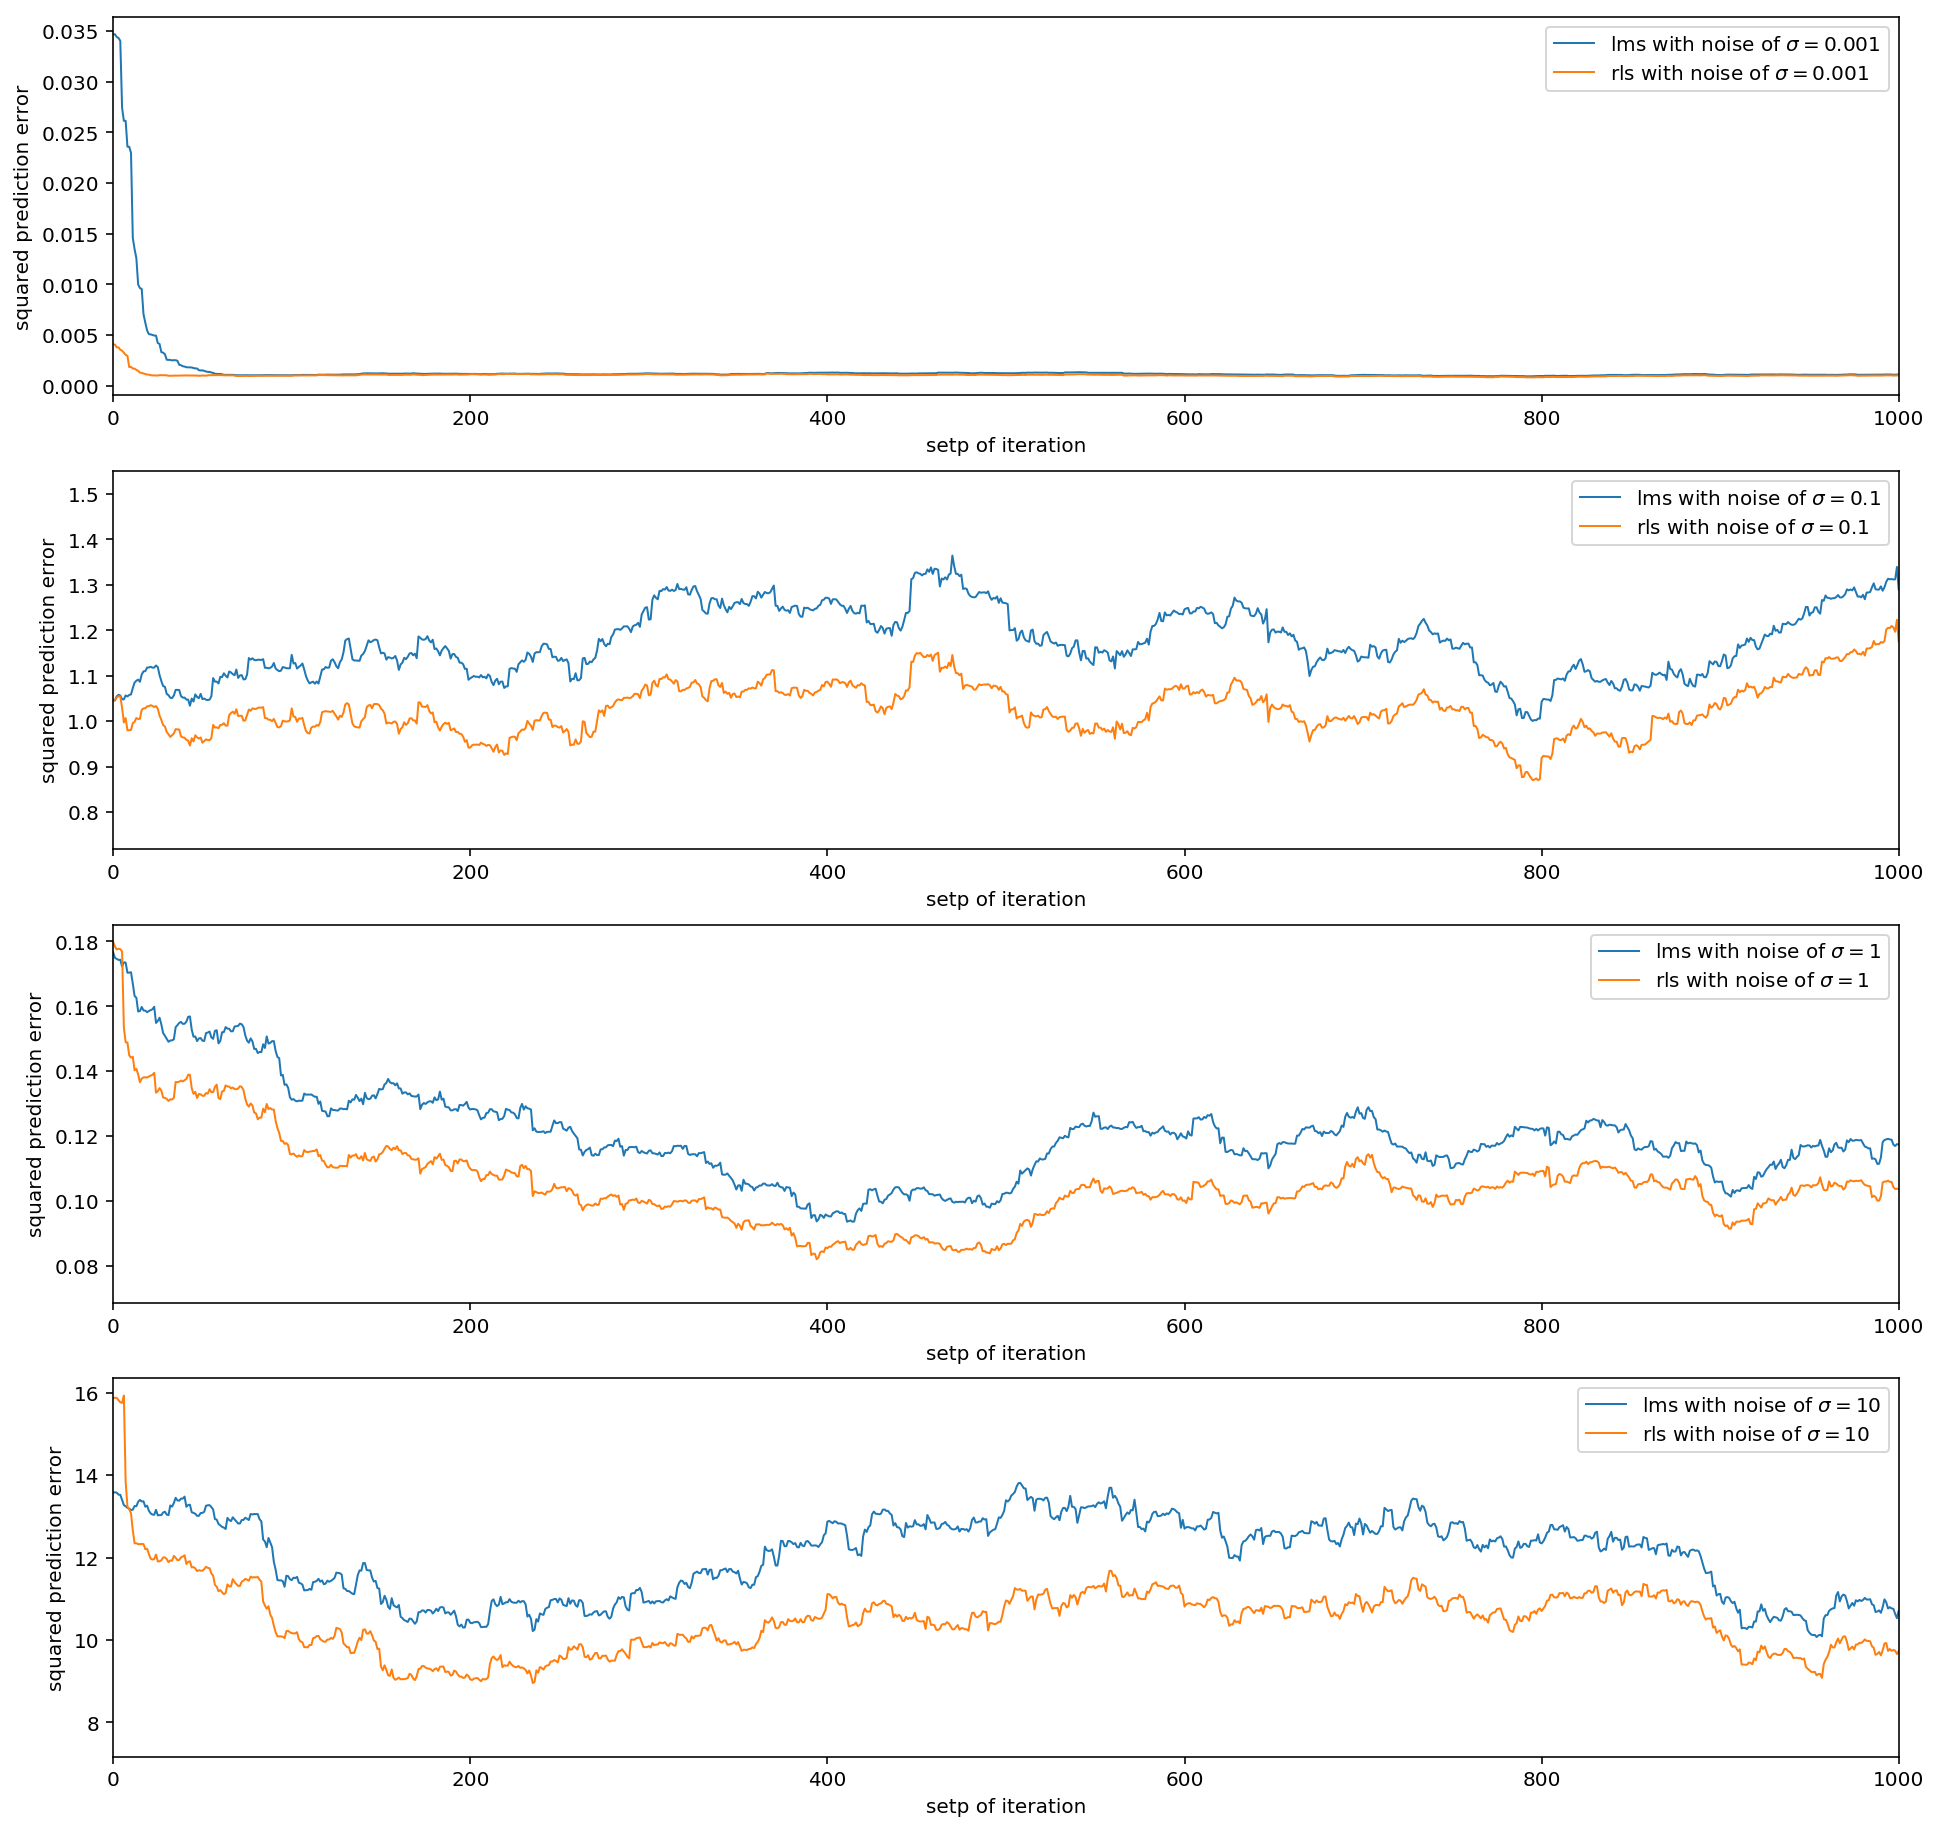 0.035
0.030
0.025
0.020
0.015
0.010
0.005
0.000
squared prediction error
lms with noise of σ = 0.001
rls with noise of σ = 0.001
0 200 400 600 800 1000
setp of iteration
1.5
1.4
1.3
1.2
1.1
1.0
0.9
0.8
squared prediction error
lms with noise of σ = 0.1
rls with noise of σ = 0.1
0 200 400 600 800 1000
setp of iteration
0.18
0.16
0.14
0.12
0.10
0.08
squared prediction error
lms with noise of σ = 1
rls with noise of σ = 1
0 200 400 600 800 1000
setp of iteration
16
14
12
10
8
squared prediction error
lms with noise of σ = 10
rls with noise of σ = 10
0 200 400 600 800 1000
setp of iteration